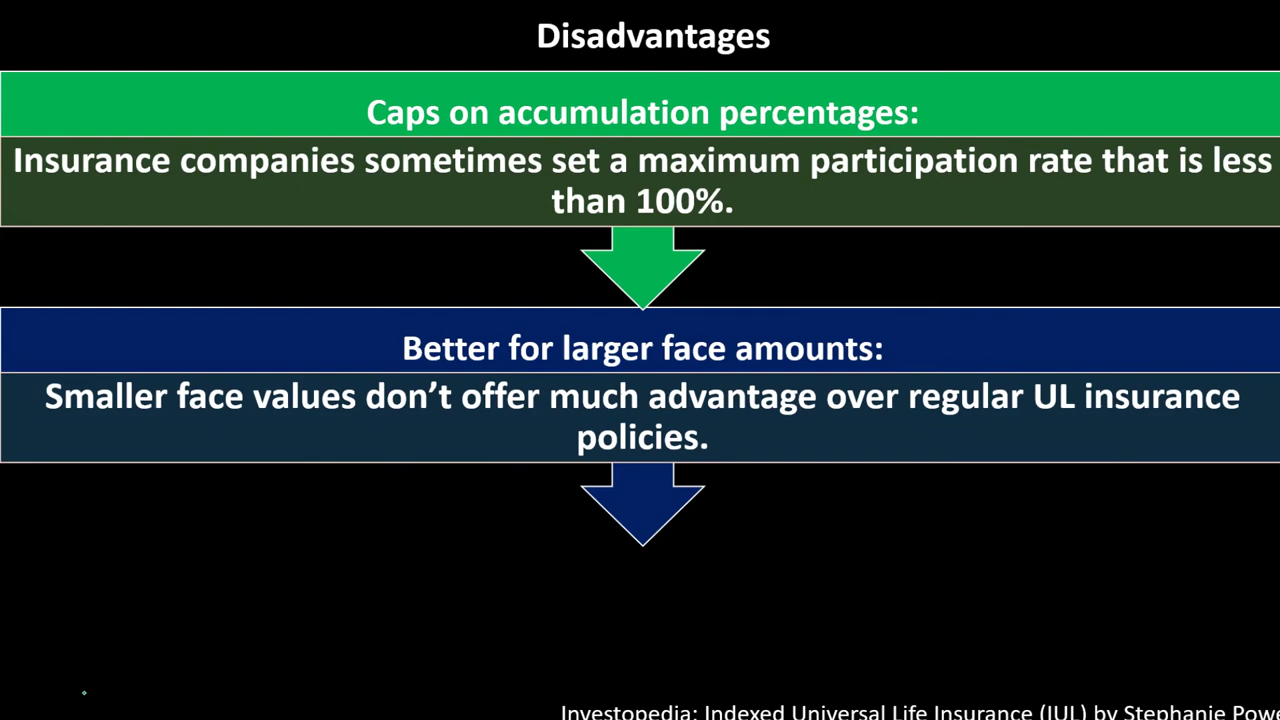 Disadvantages
Caps on accumulation percentages:
Insurance companies sometimes set a maximum participation rate that is less
than 100%.
Better for larger face amounts:
Smaller face values don’t offer much advantage over regular UL insurance
policies.
Investopedia: Indexed Universal Life Insurance (IUL) by Stephanie